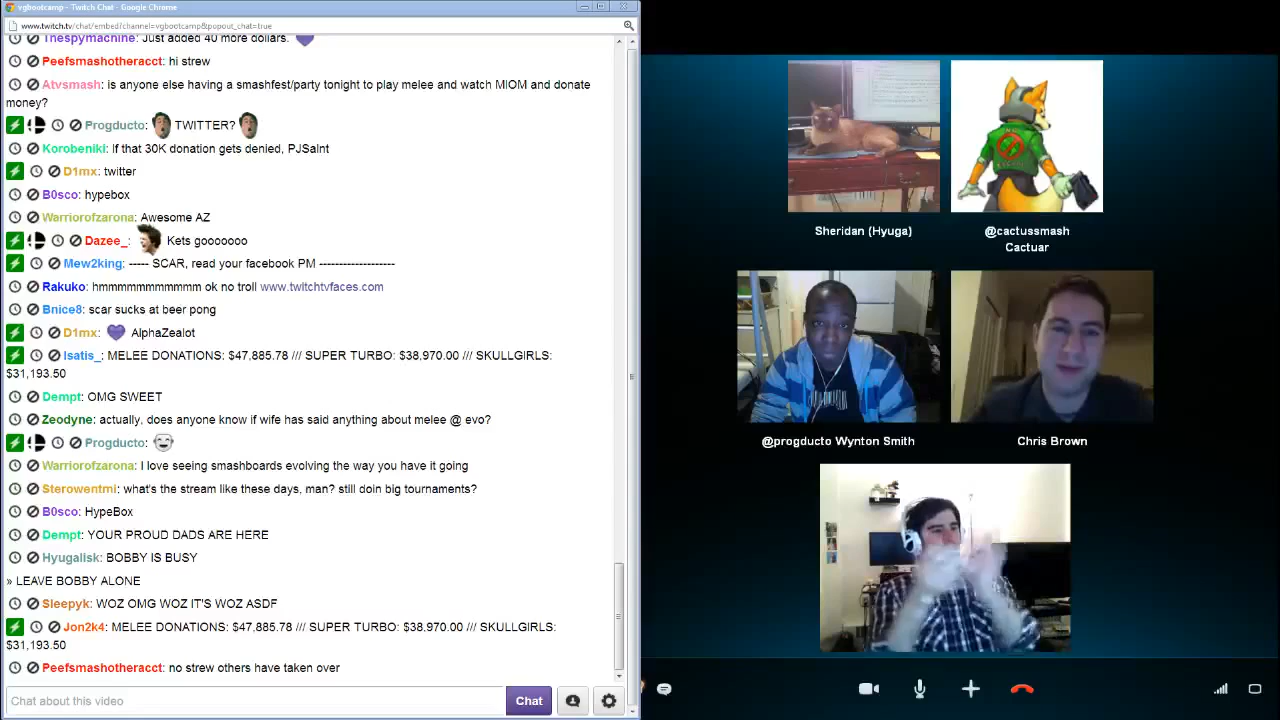 vgbootcamp - Twitch Chat - Google Chrome
www.twitch.tv/chat/embed?channel=vgbootcamp&popout_chat=true
Thespymachine: Just added 40 more dollars.
Peefsmashotheracct: hi strew
Atvsmash: is anyone else having a smashfest/party tonight to play melee and watch MIOM and donate
money?
Progducto: TWITTER?
Korobeniki: If that 30K donation gets denied, PJSalnt
D1mx: twitter
B0sco: hypebox
Warriorofzarona: Awesome AZ
Dazee_: Kets gooooooo
Mew2king: ----- SCAR, read your facebook PM -------------------
Rakuko: hmmmmmmmmmm ok no troll www.twitchtvfaces.com
Bnice8: scar sucks at beer pong
D1mx: AlphaZealot
Isatis_: MELEE DONATIONS: $47,885.78 /// SUPER TURBO: $38,970.00 /// SKULLGIRLS:
$31,193.50
Dempt: OMG SWEET
Zeodyne: actually, does anyone know if wife has said anything about melee @ evo?
Progducto:
Warriorofzarona: I love seeing smashboards evolving the way you have it going
Sterowentmi: what's the stream like these days, man? still doin big tournaments?
B0sco: HypeBox
Dempt: YOUR PROUD DADS ARE HERE
Hyugalisk: BOBBY IS BUSY
» LEAVE BOBBY ALONE
Sleepyk: WOZ OMG WOZ IT'S WOZ ASDF
Jon2k4: MELEE DONATIONS: $47,885.78 /// SUPER TURBO: $38,970.00 /// SKULLGIRLS:
$31,193.50
Peefsmashotheracct: no strew others have taken over
Chat about this video
Chat
Sheridan (Hyuga)
@cactussmash
Cactuar
@progducto Wynton Smith
Chris Brown